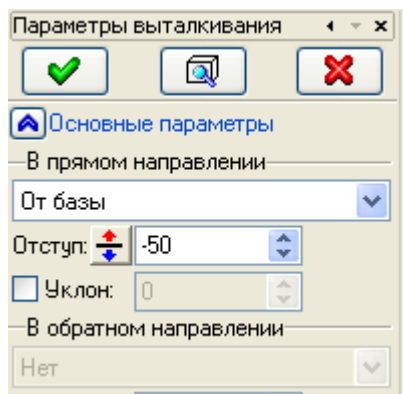 Параметры выталкивания
Основные параметры
В прямом направлении
От базы
Отступ: -50
Уклон: 0
В обратном направлении
Нет